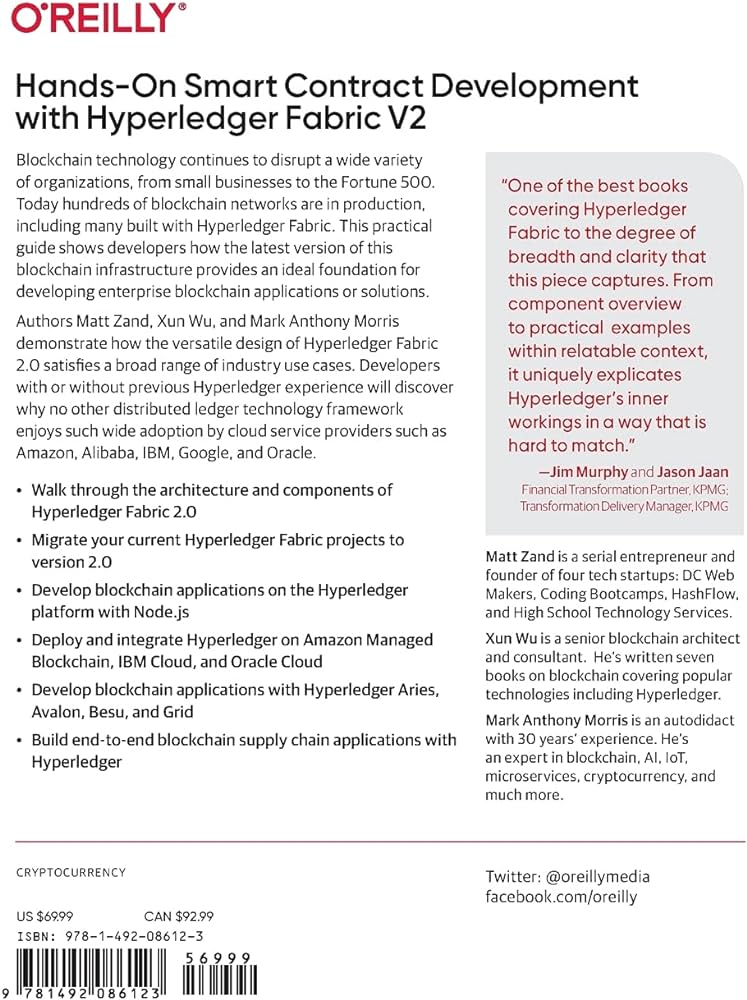 O'REILLY®
Hands-On Smart Contract Development
with Hyperledger Fabric V2
Blockchain technology continues to disrupt a wide variety
of organizations, from small businesses to the Fortune 500.
Today hundreds of blockchain networks are in production,
including many built with Hyperledger Fabric. This practical
guide shows developers how the latest version of this
blockchain infrastructure provides an ideal foundation for
developing enterprise blockchain applications or solutions.
Authors Matt Zand, Xun Wu, and Mark Anthony Morris
demonstrate how the versatile design of Hyperledger Fabric
2.0 satisfies a broad range of industry use cases. Developers
with or without previous Hyperledger experience will discover
why no other distributed ledger technology framework
enjoys such wide adoption by cloud service providers such as
Amazon, Alibaba, IBM, Google, and Oracle.
• Walk through the architecture and components of
Hyperledger Fabric 2.0
• Migrate your current Hyperledger Fabric projects to
version 2.0
• Develop blockchain applications on the Hyperledger
platform with Node.js
• Deploy and integrate Hyperledger on Amazon Managed
Blockchain, IBM Cloud, and Oracle Cloud
• Develop blockchain applications with Hyperledger Aries,
Avalon, Besu, and Grid
• Build end-to-end blockchain supply chain applications with
Hyperledger
“One of the best books
covering Hyperledger
Fabric to the degree of
breadth and clarity that
this piece captures. From
component overview
to practical examples
within relatable context,
it uniquely explicates
Hyperledger’s inner
workings in a way that is
hard to match.”
—Jim Murphy and Jason Jaan
Financial Transformation Partner, KPMG;
Transformation Delivery Manager, KPMG
Matt Zand is a serial entrepreneur and
founder of four tech startups: DC Web
Makers, Coding Bootcamps, HashFlow,
and High School Technology Services.
Xun Wu is a senior blockchain architect
and consultant. He’s written seven
books on blockchain covering popular
technologies including Hyperledger.
Mark Anthony Morris is an autodidact
with 30 years’ experience. He’s
an expert in blockchain, AI, IoT,
microservices, cryptocurrency, and
much more.
CRYPTOCURRENCY
US $69.99 CAN $92.99
ISBN: 978-1-492-08612-3
56999
9 781492 086123
Twitter: @oreillymedia
facebook.com/oreilly